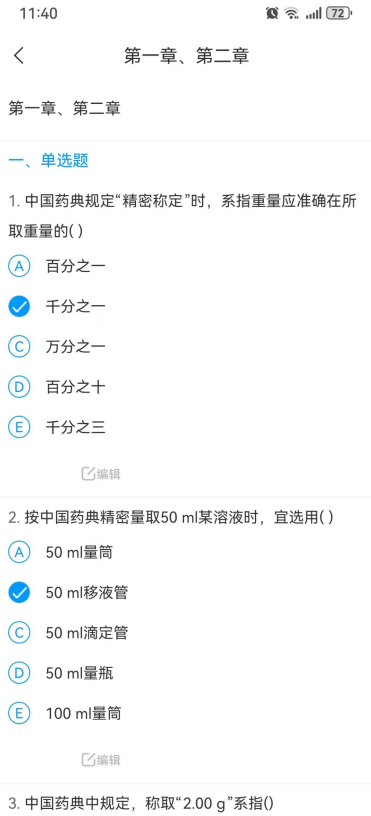 11:40
72
第一章、第二章
第一章、第二章
一、单选题
1. 中国药典规定“精密称定”时，系指重量应准确在所
取重量的( )
A 百分之一
千分之一
C 万分之一
D 百分之十
E 千分之三
编辑
2. 按中国药典精密量取50 ml某溶液时，宜选用( )
A 50 ml量筒
50 ml移液管
C 50 ml滴定管
D 50 ml量瓶
E 100 ml量筒
编辑
3. 中国药典中规定，称取“2.00 g”系指()